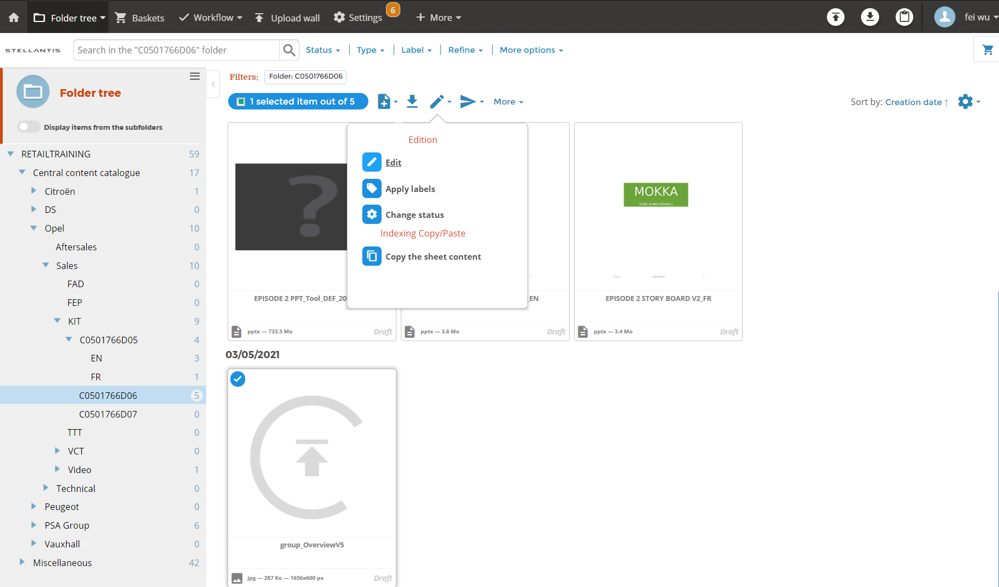 Folder tree
Baskets
Workflow
Upload wall
Settings
6
More
fei wu
STELLANTIS
Search in the "C0501766D06" folder
Status
Type
Label
Refine
More options
Folder tree
Display items from the subfolders
RETAILTRAINING 59
Central content catalogue 17
Citroën 1
DS 0
Opel 10
Aftersales 0
Sales 10
FAD 0
FEP 0
KIT 9
C0501766D05 4
EN 3
FR 1
C0501766D06 5
C0501766D07 0
TTT 0
VCT 0
Video 1
Technical 0
Peugeot 0
PSA Group 6
Vauxhall 0
Miscellaneous 42
Filters: Folder: C0501766D06
1 selected item out of 5
More
Sort by: Creation date ↑
Edition
Edit
Apply labels
Change status
Indexing Copy/Paste
Copy the sheet content
?
EPISODE 2 PPT_Tool_DEF_20
pptx — 733.5 Mo Draft
_EN
pptx — 3.6 Mo Draft
MOKKA
STORY BOARD EPISODE 2
EPISODE 2 STORY BOARD V2_FR
pptx — 3.4 Mo Draft
03/05/2021
group_OverviewV5
jpg — 287 Ko — 1656x600 px Draft